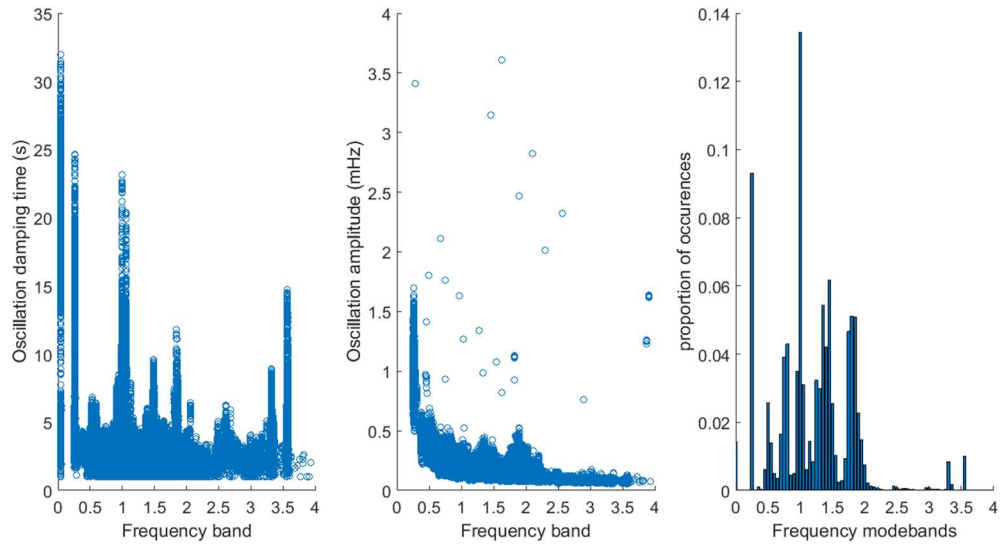 Oscillation damping time (s)
35
30
25
20
15
10
5
0
0 0.5 1 1.5 2 2.5 3 3.5 4
Frequency band
Oscillation amplitude (mHz)
4
3.5
3
2.5
2
1.5
1
0.5
0
0 0.5 1 1.5 2 2.5 3 3.5 4
Frequency band
proportion of occurences
0.14
0.12
0.1
0.08
0.06
0.04
0.02
0
0 0.5 1 1.5 2 2.5 3 3.5 4
Frequency modebands